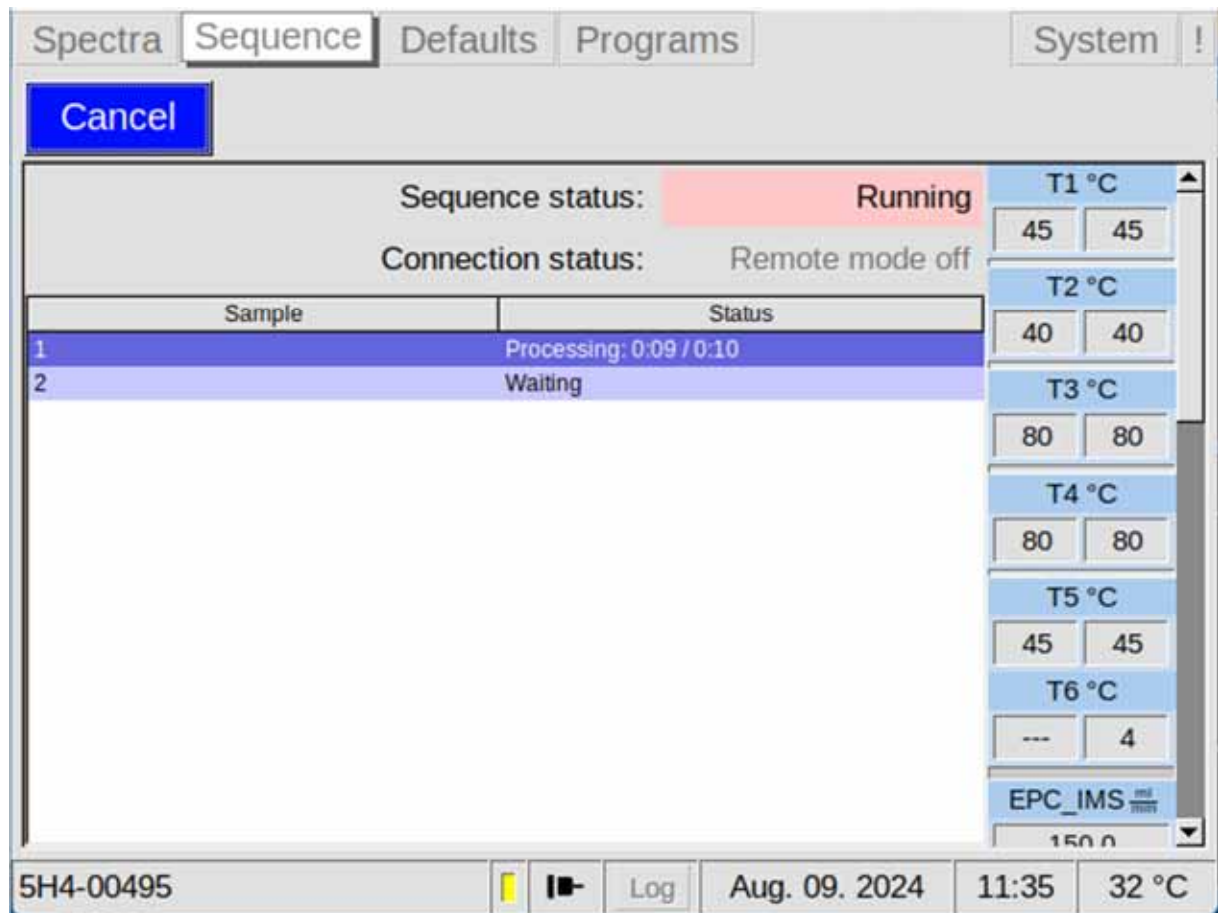 Spectra Sequence Defaults Programs System !
Cancel
Sequence status: Running
Connection status: Remote mode off
Sample Status
1 Processing: 0:09 / 0:10
2 Waiting
T1 °C
45 45
T2 °C
40 40
T3 °C
80 80
T4 °C
80 80
T5 °C
45 45
T6 °C
--- 4
EPC_IMS
150.0
5H4-00495 Log Aug. 09. 2024 11:35 32 °C